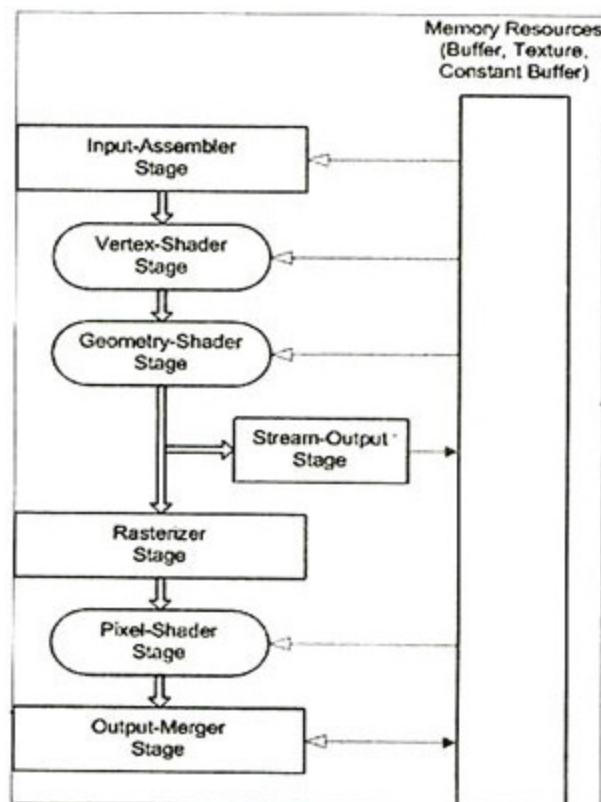 Memory Resources
(Buffer, Texture,
Constant Buffer)
Input-Assembler
Stage
Vertex-Shader
Stage
Geometry-Shader
Stage
Stream-Output
Stage
Rasterizer
Stage
Pixel-Shader
Stage
Output-Merger
Stage